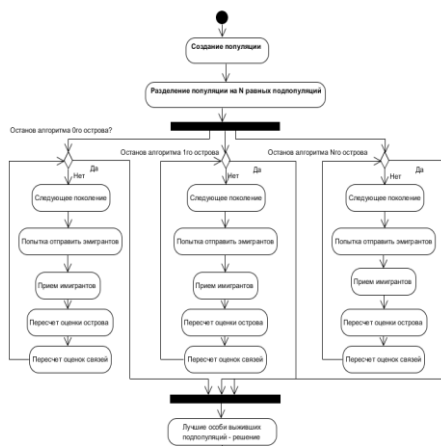 Создание популяции
Разделение популяции на N равных подпопуляций
Останов алгоритма 0го острова?
Останов алгоритма 1го острова
Останов алгоритма Nго острова?
Да
Да
Да
Нет
Нет
Нет
Следующее поколение
Следующее поколение
Следующее поколение
Попытка отправить эмигрантов
Попытка отправить эмигрантов
Попытка отправить эмигрантов
Прием имигрантов
Прием имигрантов
Прием имигрантов
Пересчет оценки острова
Пересчет оценки острова
Пересчет оценки острова
Пересчет оценок связей
Пересчет оценок связей
Пересчет оценок связей
Лучшие особи выживших
подпопуляций - решение